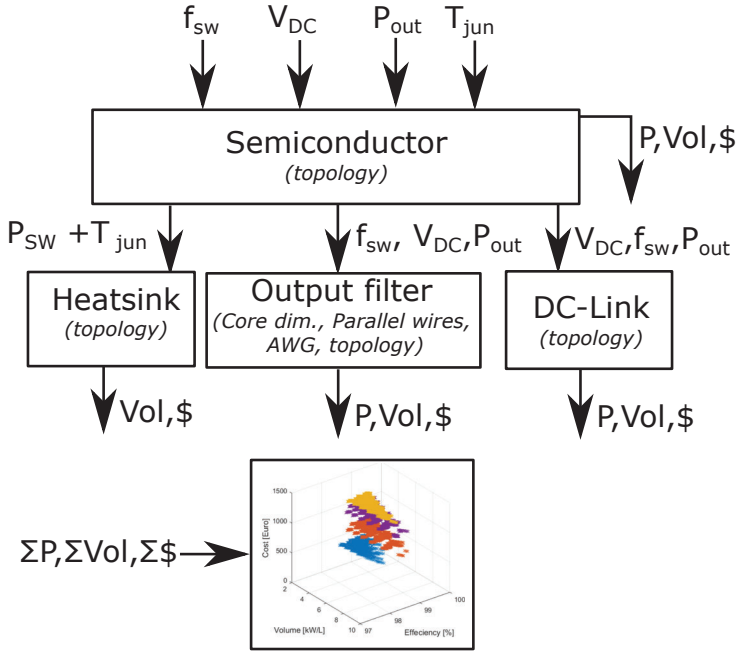 f_sw V_DC P_out T_jun
Semiconductor
(topology)
P,Vol,$
P_SW +T_jun
f_sw, V_DC,P_out
V_DC,f_sw,P_out
Heatsink
(topology)
Output filter
(Core dim., Parallel wires,
AWG, topology)
DC-Link
(topology)
Vol,$
P,Vol,$
P,Vol,$
ΣP,ΣVol,Σ$
1500
1000
500
0
Cost [Euro]
2
4
6
8
10
Volume [kW/L]
97
98
99
100
Effeciency [%]